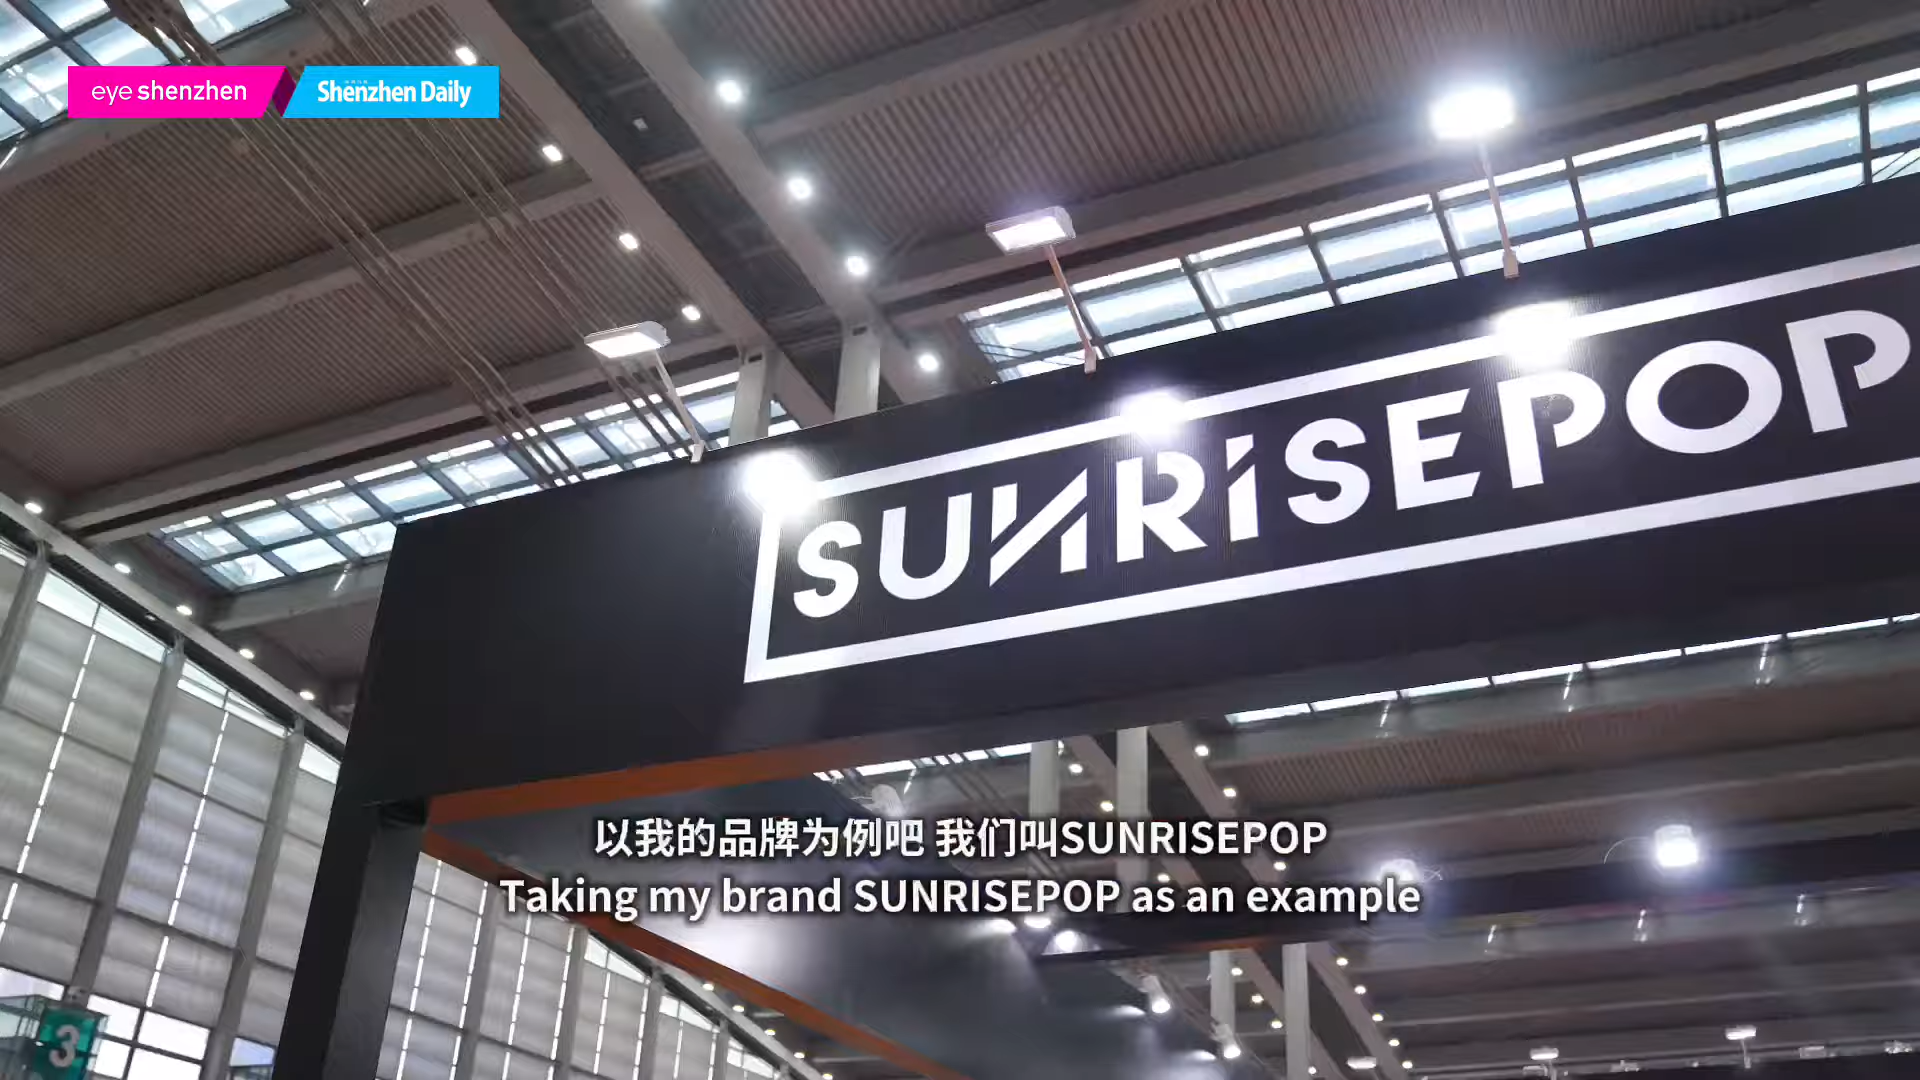 eye shenzhen
Shenzhen Daily
SUNRiSEPOP
以我的品牌为例吧 我们叫SUNRISEPOP
Taking my brand SUNRISEPOP as an example
3